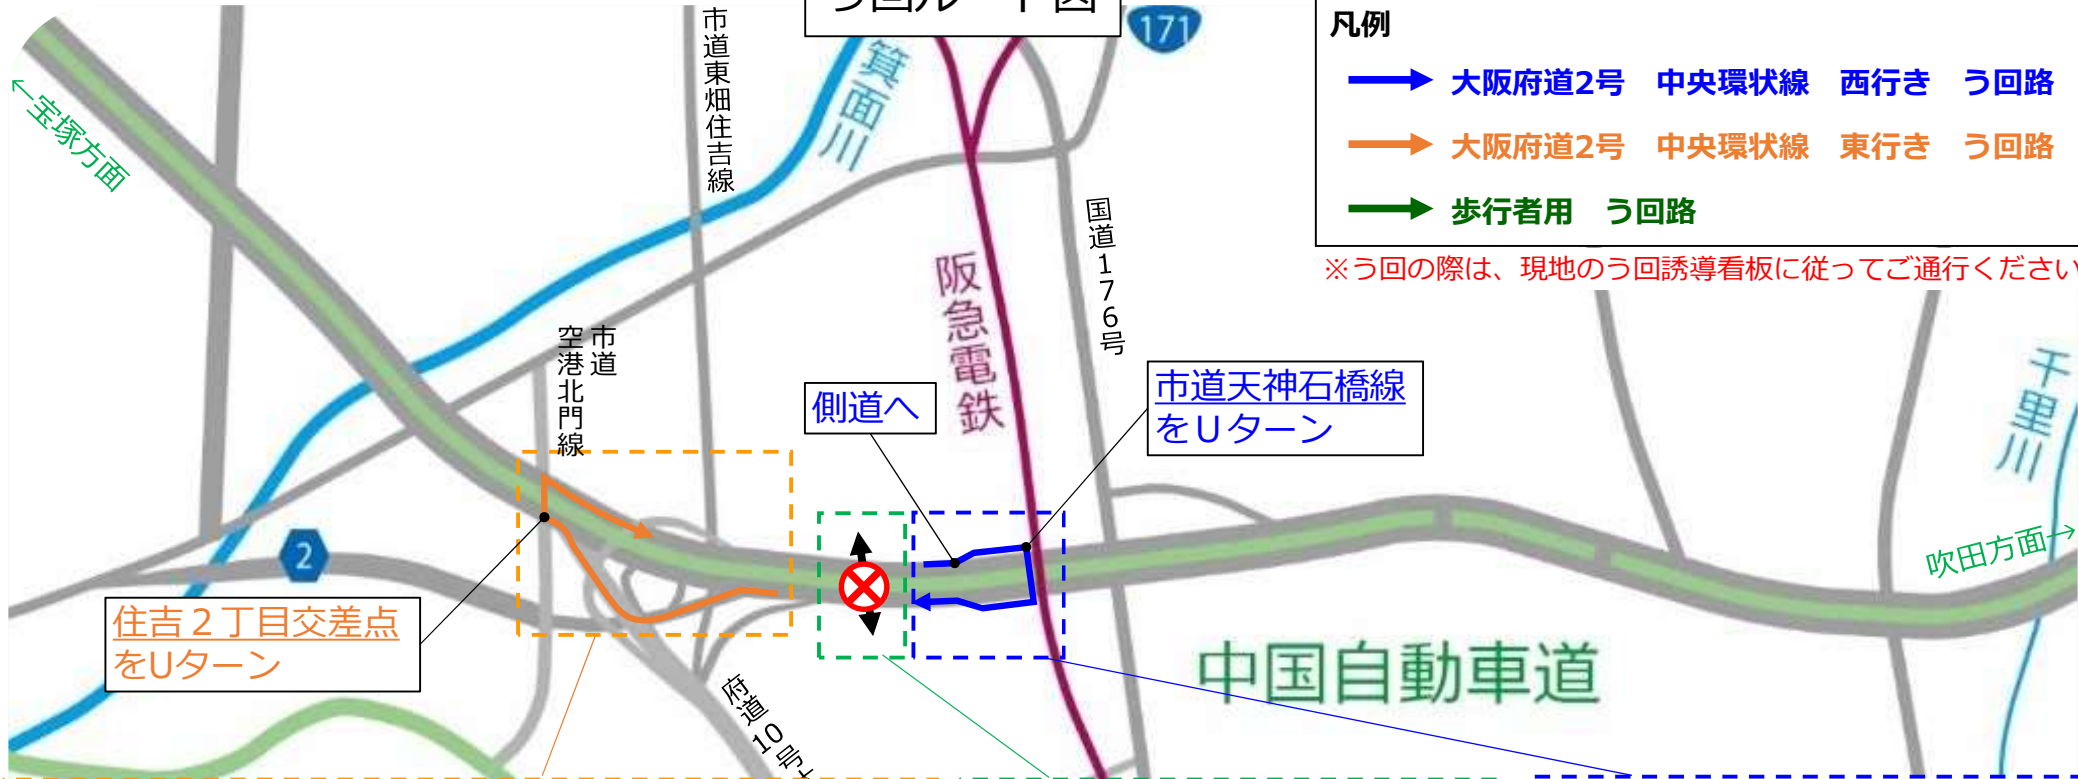 171
凡例
大阪府道2号　中央環状線　西行き　う回路
大阪府道2号　中央環状線　東行き　う回路
歩行者用　う回路
※う回の際は、現地のう回誘導看板に従ってご通行ください
←宝塚方面
市道東畑住吉線
箕面川
国道176号
阪急電鉄
市道
空港北門線
側道へ
市道天神石橋線
をUターン
千里川
2
吹田方面→
住吉２丁目交差点
をUターン
中国自動車道
府道10号